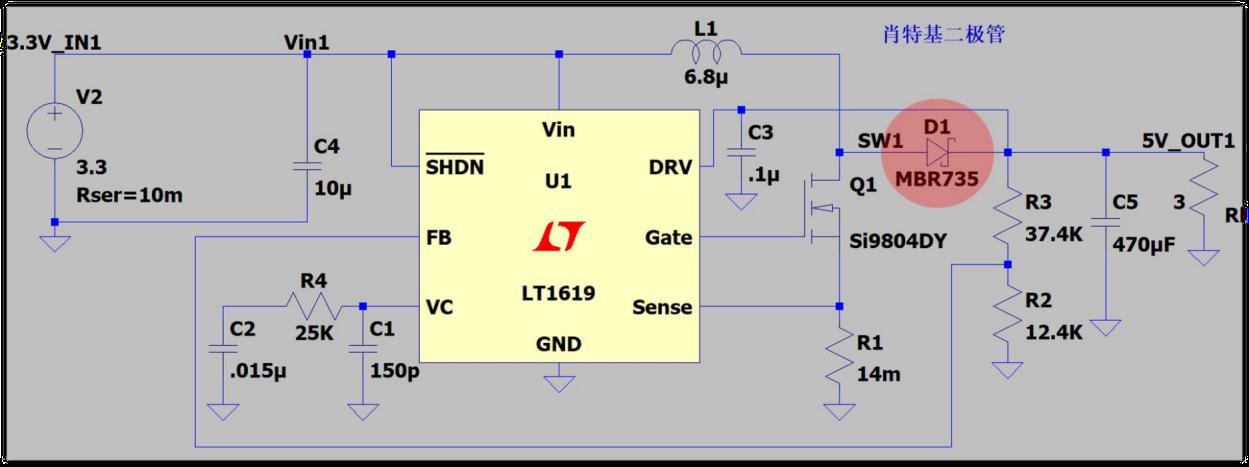 肖特基二极管
3.3V_IN1
Vin1
L1
6.8µ
V2
3.3
Rser=10m
C4
10µ
Vin
SHDN
U1
DRV
FB
Gate
LT1619
VC
Sense
GND
C3
.1µ
SW1
D1
MBR735
5V_OUT1
Q1
Si9804DY
R3
37.4K
C5
470µF
3
R4
25K
C2
.015µ
C1
150p
R2
12.4K
R1
14m